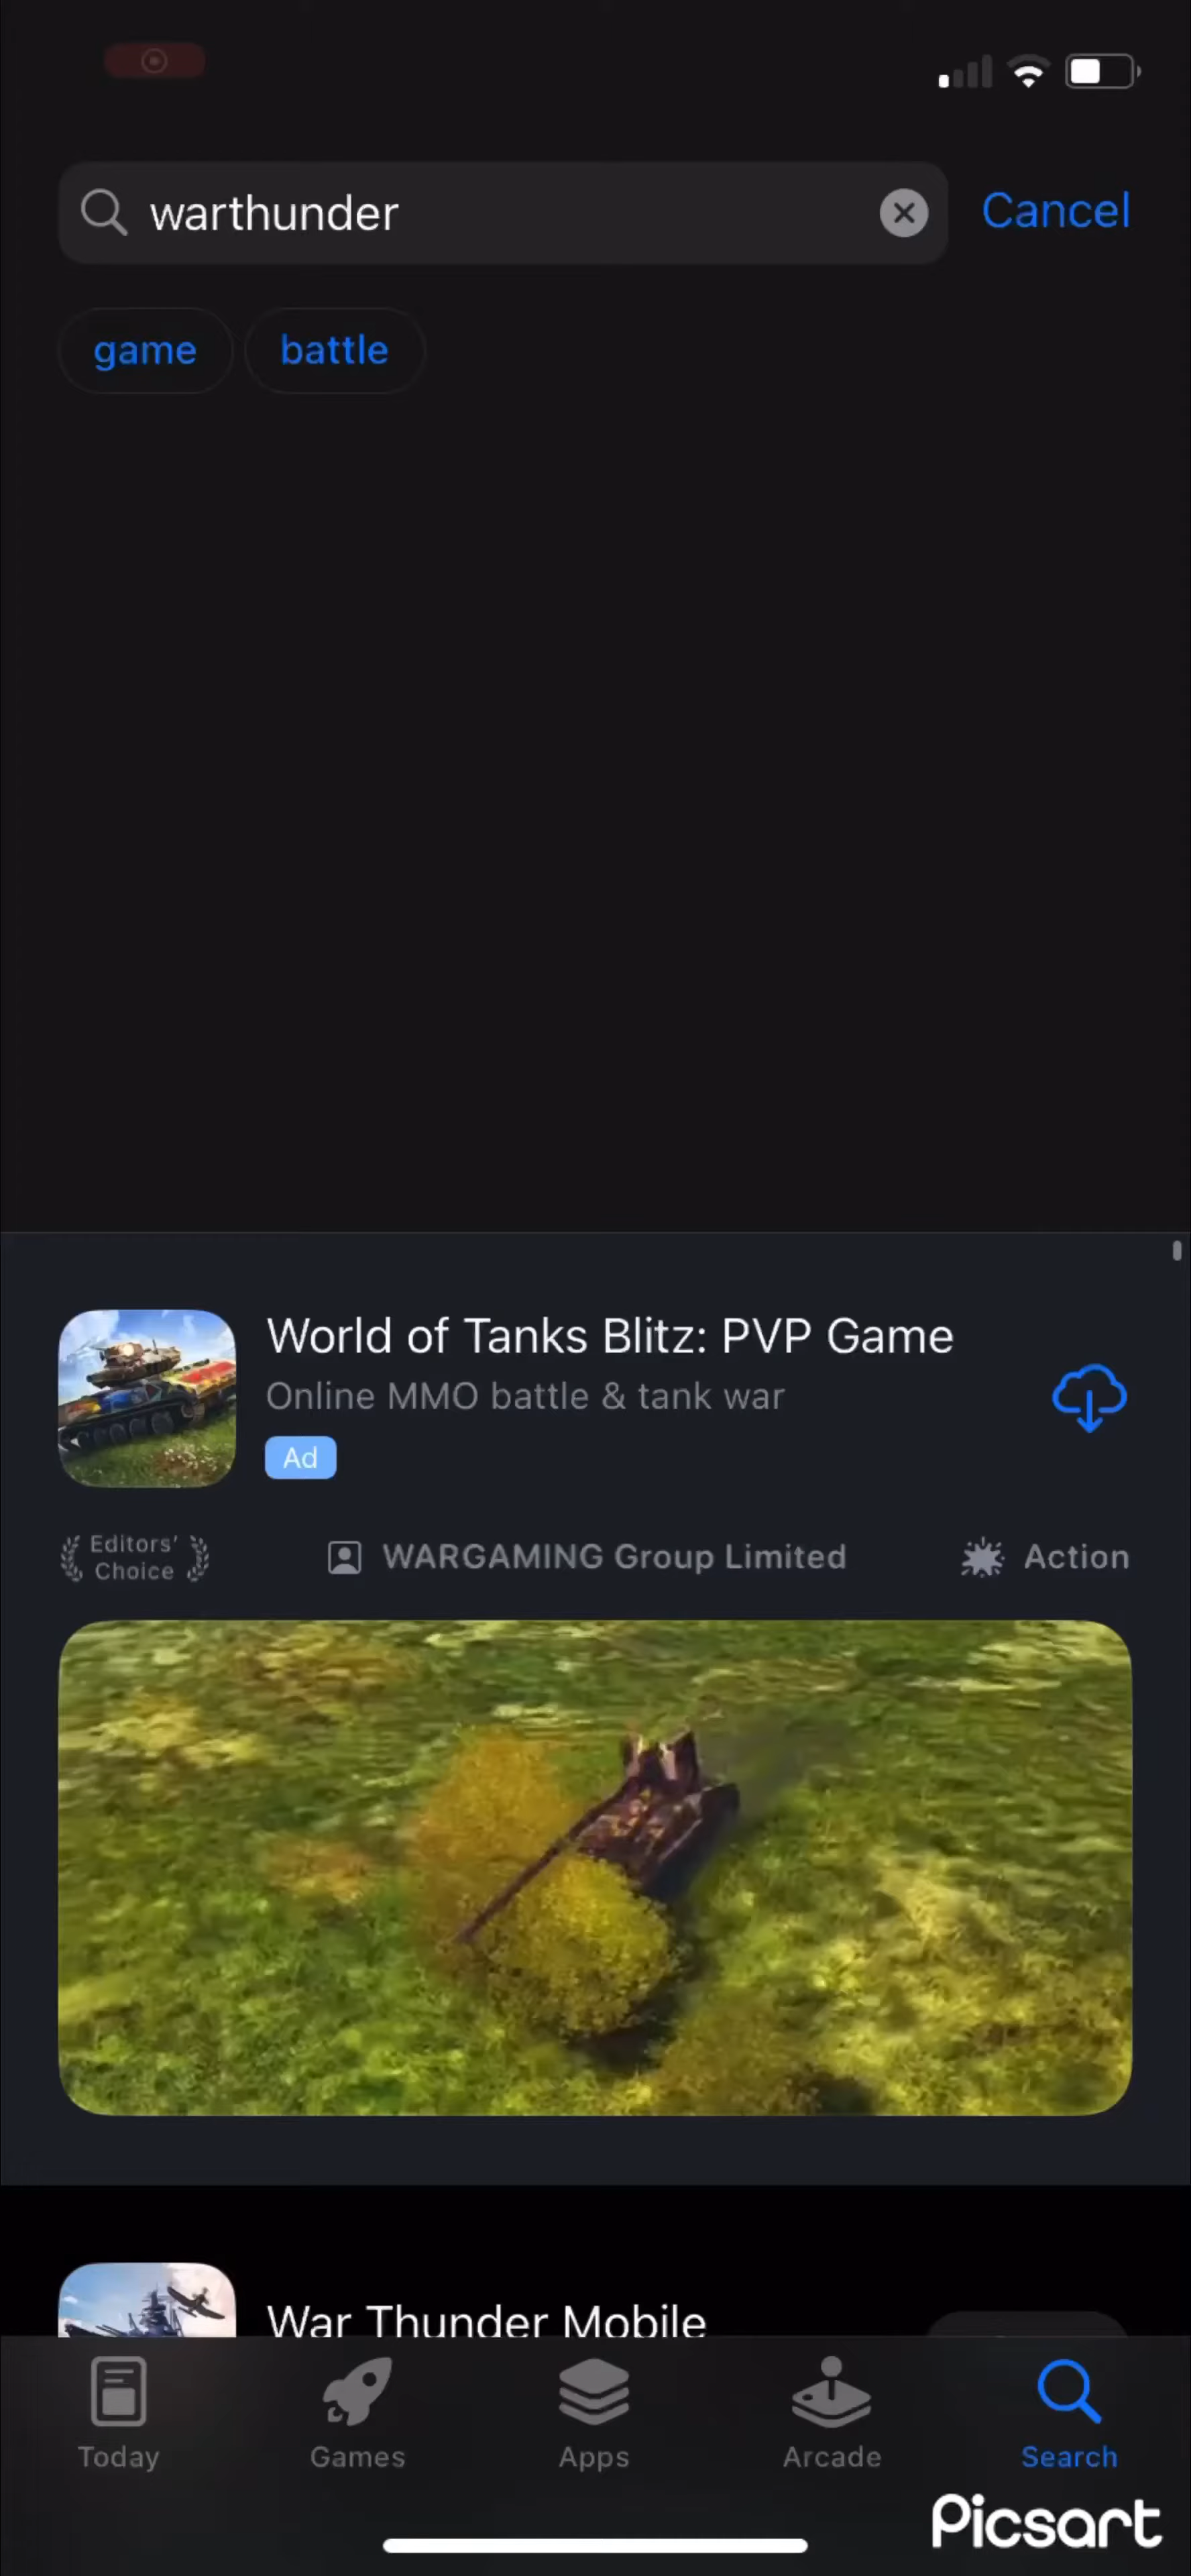 warthunder
Cancel
game
battle
World of Tanks Blitz: PVP Game
Online MMO battle & tank war
Ad
Editors'
Choice
WARGAMING Group Limited
Action
War Thunder Mobile
Today
Games
Apps
Arcade
Search
Picsart